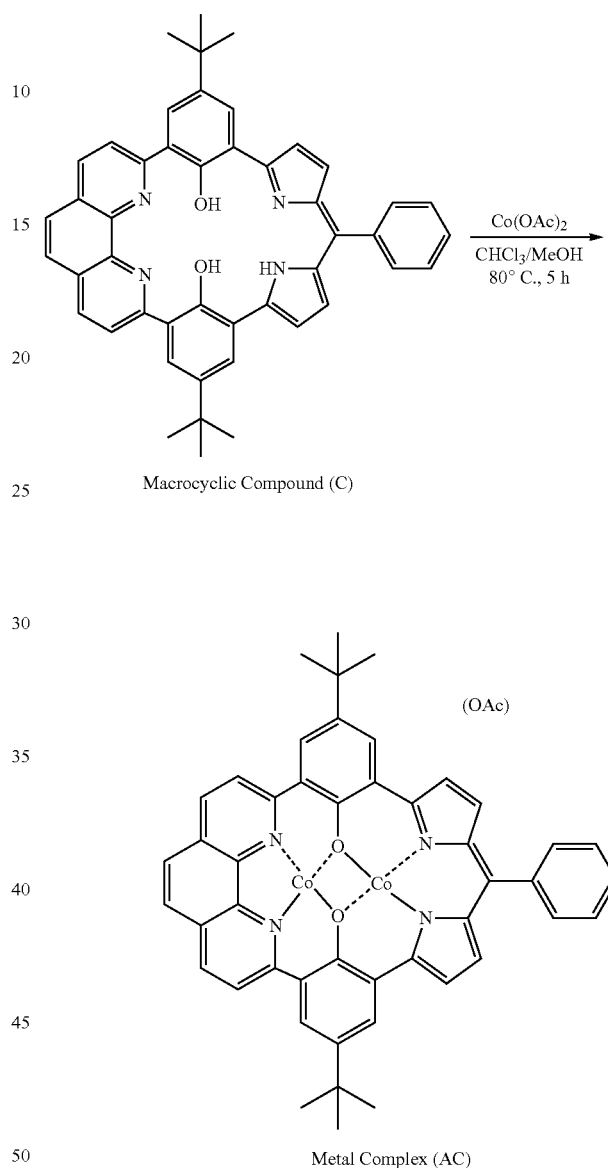 10
N
OH
N
15
Co(OAc)₂
CHCl₃/MeOH
80° C., 5 h
N
OH
HN
20
Macrocyclic Compound (C)
25
30
(OAc)
35
N
O
N
40
Co
Co
N
O
N
45
50
Metal Complex (AC)